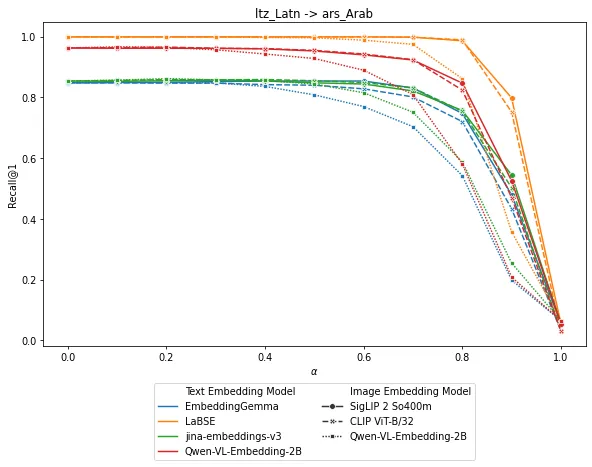 ltz_Latn -> ars_Arab
Recall@1
1.0
0.8
0.6
0.4
0.2
0.0
0.0 0.2 0.4 0.6 0.8 1.0
α
Text Embedding Model
EmbeddingGemma
LaBSE
jina-embeddings-v3
Qwen-VL-Embedding-2B
Image Embedding Model
SigLIP 2 So400m
CLIP ViT-B/32
Qwen-VL-Embedding-2B